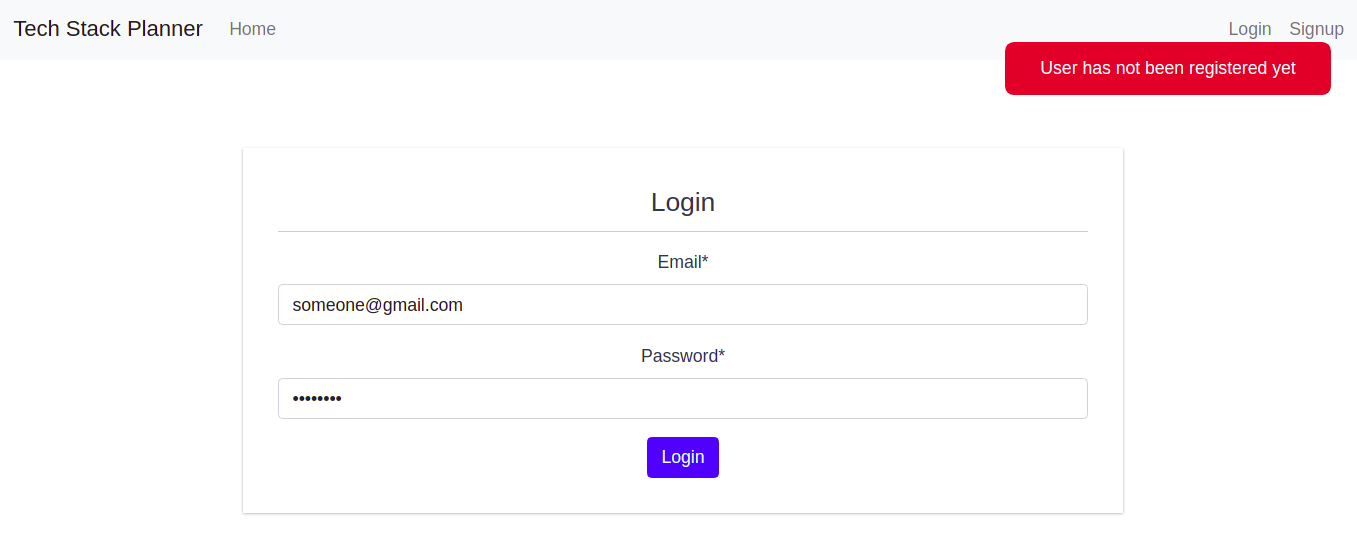 Tech Stack Planner Home Login Signup
User has not been registered yet
Login
Email*
someone@gmail.com
Password*
••••••••
Login